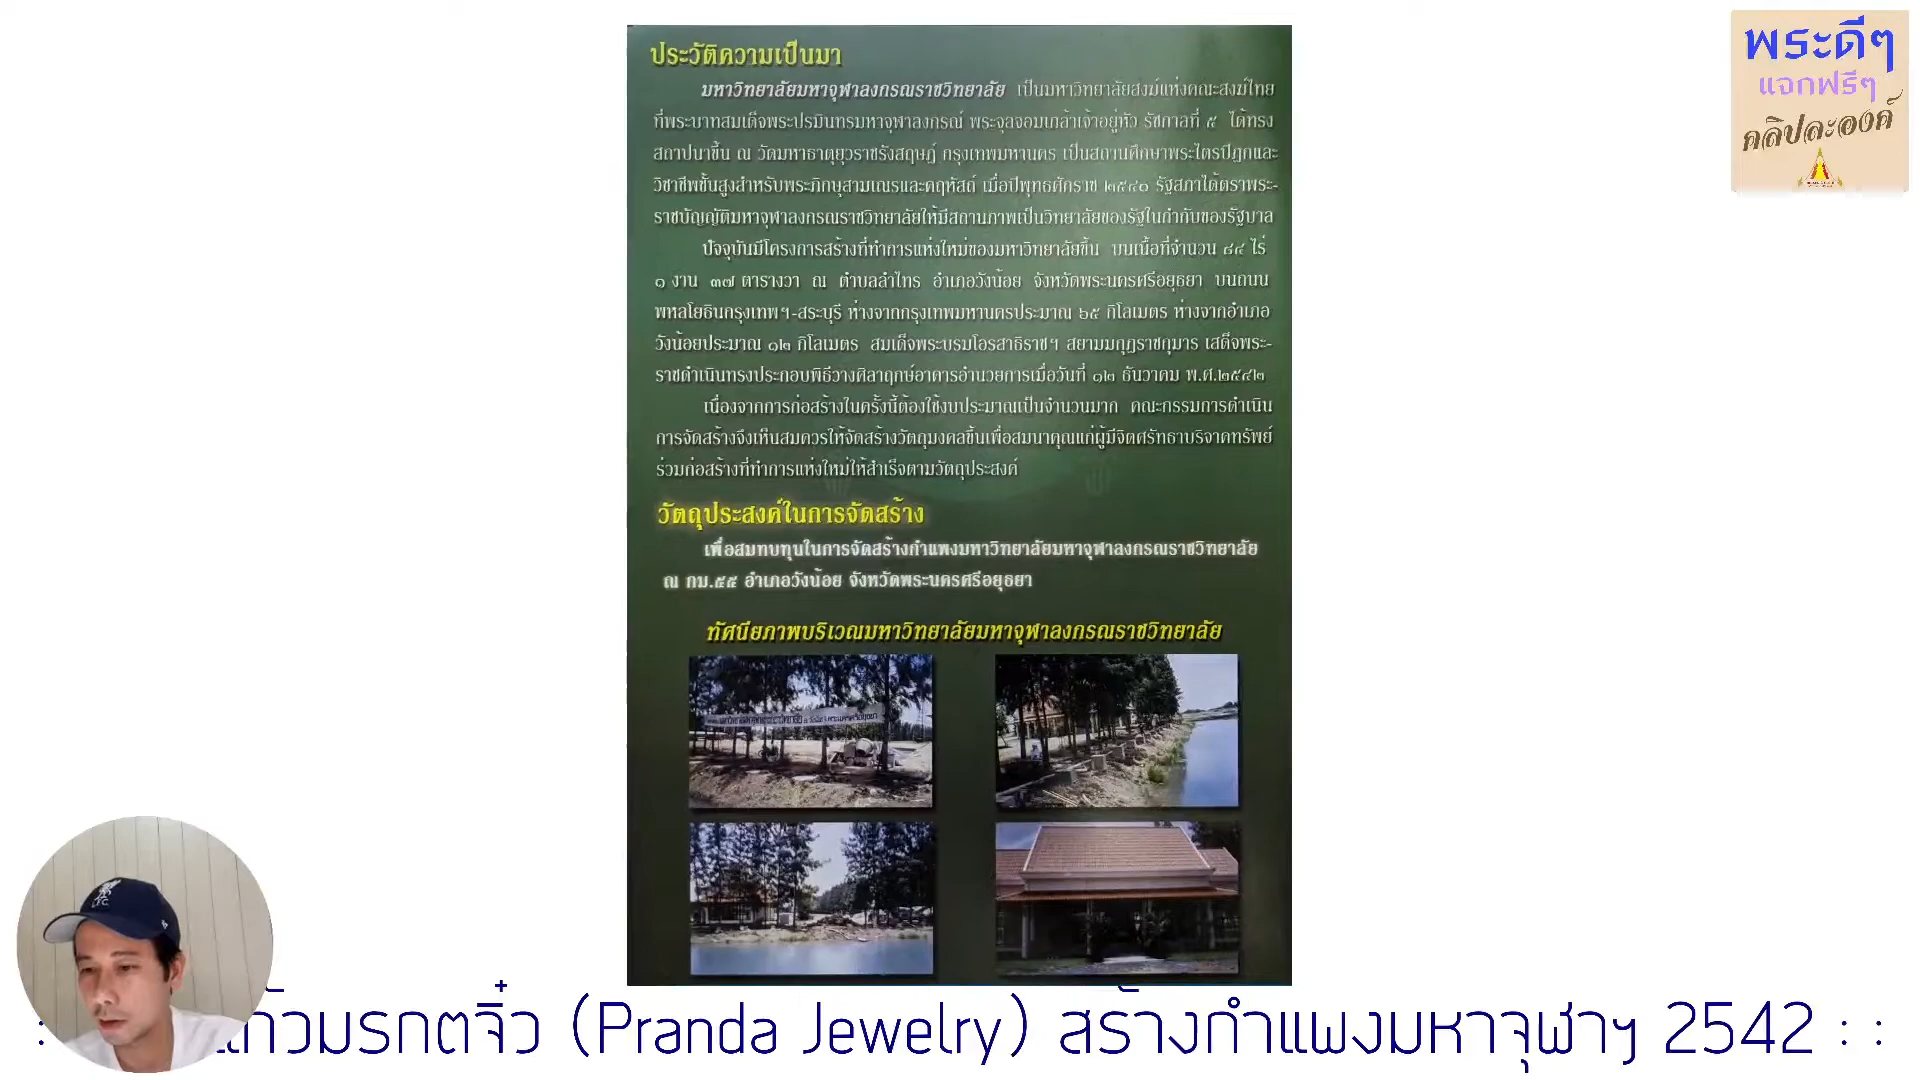 ประวัติความเป็นมา
มหาวิทยาลัยมหาจุฬาลงกรณราชวิทยาลัย เป็นมหาวิทยาลัยสงฆ์แห่งคณะสงฆ์ไทย
ที่พระบาทสมเด็จพระปรมินทรมหาจุฬาลงกรณ์ พระจุลจอมเกล้าเจ้าอยู่หัว รัชกาลที่ ๕ ได้ทรง
สถาปนาขึ้น ณ วัดมหาธาตุยุวราชรังสฤษฎ์ กรุงเทพมหานคร เป็นสถานศึกษาพระไตรปิฎกและ
วิชาชีพชั้นสูงสำหรับพระภิกษุสามเณรและคฤหัสถ์ เมื่อปีพุทธศักราช ๒๕๔๐ รัฐสภาได้ตราพระ-
ราชบัญญัติมหาจุฬาลงกรณราชวิทยาลัยให้มีสถานภาพเป็นวิทยาลัยของรัฐในกำกับของรัฐบาล
ปัจจุบันมีโครงการสร้างที่ทำการแห่งใหม่ของมหาวิทยาลัยขึ้น บนเนื้อที่จำนวน ๘๔ ไร่
๑ งาน ๓๗ ตารางวา ณ ตำบลลำไทร อำเภอวังน้อย จังหวัดพระนครศรีอยุธยา บนถนน
พหลโยธินกรุงเทพฯ-สระบุรี ห่างจากกรุงเทพมหานครประมาณ ๖๕ กิโลเมตร ห่างจากอำเภอ
วังน้อยประมาณ ๑๒ กิโลเมตร สมเด็จพระบรมโอรสาธิราชฯ สยามมกุฎราชกุมาร เสด็จพระ-
ราชดำเนินทรงประกอบพิธีวางศิลาฤกษ์อาคารอำนวยการเมื่อวันที่ ๑๒ ธันวาคม พ.ศ.๒๕๔๒
เนื่องจากการก่อสร้างในครั้งนี้ต้องใช้งบประมาณเป็นจำนวนมาก คณะกรรมการดำเนิน
การจัดสร้างจึงเห็นสมควรให้จัดสร้างวัตถุมงคลขึ้นเพื่อสมนาคุณแก่ผู้มีจิตศรัทธาบริจาคทรัพย์
ร่วมก่อสร้างที่ทำการแห่งใหม่ให้สำเร็จตามวัตถุประสงค์
วัตถุประสงค์ในการจัดสร้าง
เพื่อสมทบทุนในการจัดสร้างกำแพงมหาวิทยาลัยมหาจุฬาลงกรณราชวิทยาลัย
ณ กม.๕๕ อำเภอวังน้อย จังหวัดพระนครศรีอยุธยา
ทัศนียภาพบริเวณมหาวิทยาลัยมหาจุฬาลงกรณราชวิทยาลัย
พระดีๆ
แจกฟรีๆ
คลิปละองค์
: แก้วมรกตจิ๋ว (Pranda Jewelry) สร้างกำแพงมหาจุฬาฯ 2542 : :